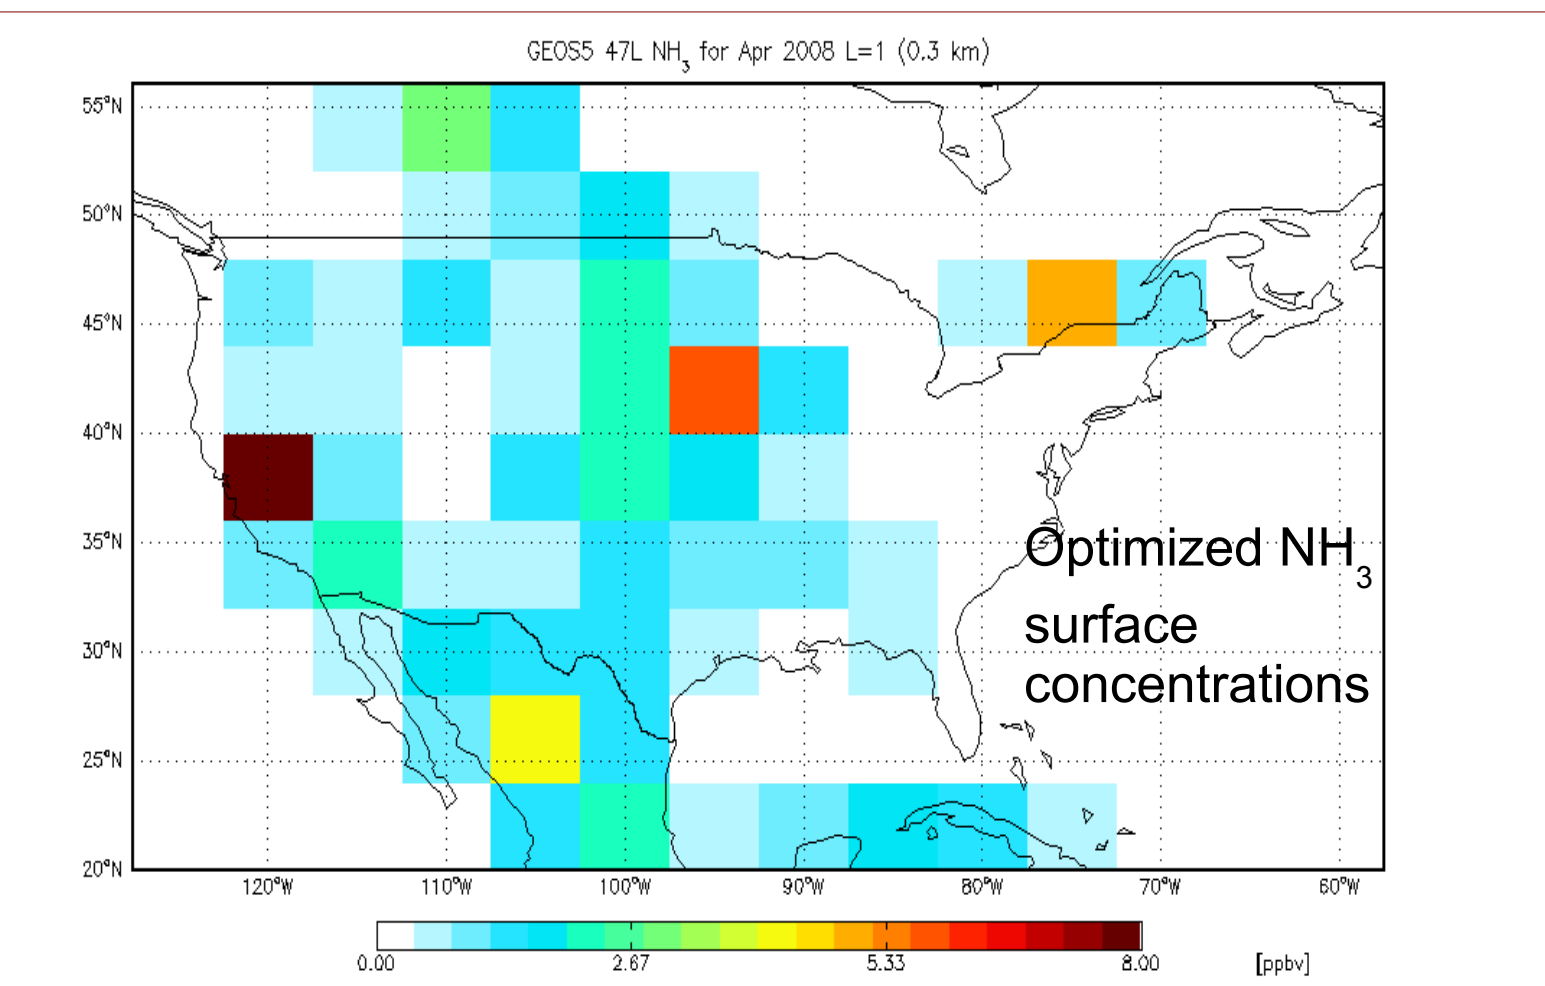 GEOS5 47L NH3 for Apr 2008 L=1 (0.3 km)
55°N
50°N
45°N
40°N
35°N
30°N
25°N
20°N
Optimized NH3
surface
concentrations
120°W 110°W 100°W 90°W 80°W 70°W 60°W
0.00 2.67 5.33 8.00 [ppbv]